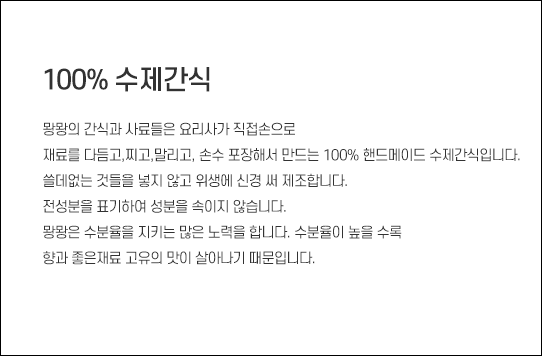 100% 수제간식
뫙왕의 간식과 사료들은 요리사가 직접손으로
재료를 다듬고,찌고,말리고, 손수 포장해서 만드는 100% 핸드메이드 수제간식입니다.
쓸데없는 것들을 넣지 않고 위생에 신경 써 제조합니다.
전성분을 표기하여 성분을 속이지 않습니다.
뫙왕은 수분율을 지키는 많은 노력을 합니다. 수분율이 높을 수록
향과 좋은재료 고유의 맛이 살아나기 때문입니다.